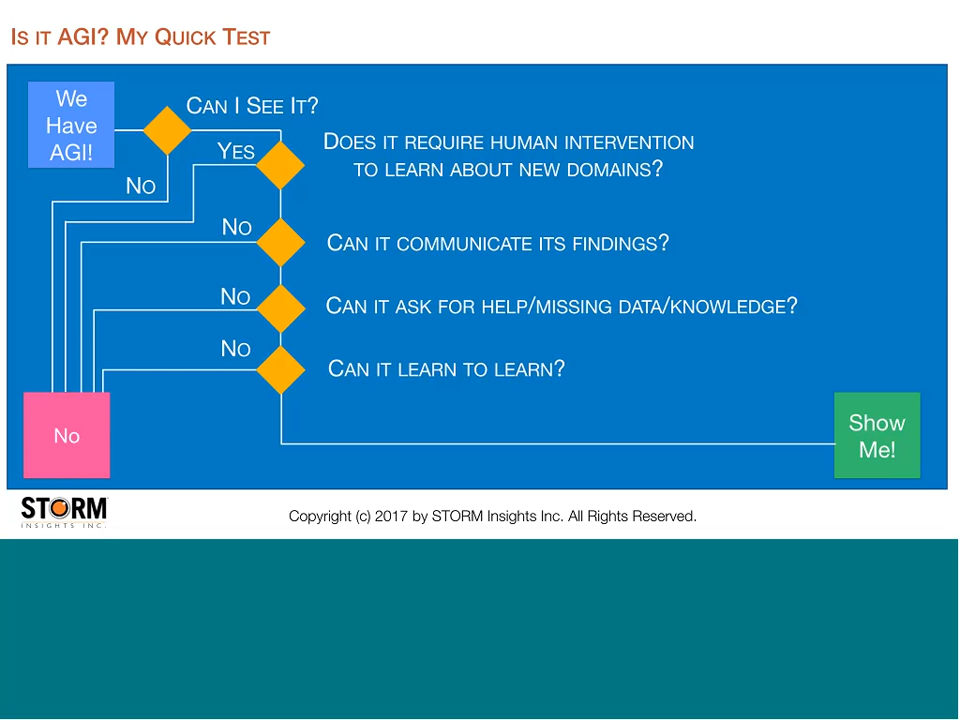 Is it AGI? My Quick Test
We
Have
AGI!
Can I See It?
Yes
Does it require human intervention
to learn about new domains?
No
No
Can it communicate its findings?
No
Can it ask for help/missing data/knowledge?
No
Can it learn to learn?
No
Show
Me!
STORM
INSIGHTS INC.
Copyright (c) 2017 by STORM Insights Inc. All Rights Reserved.